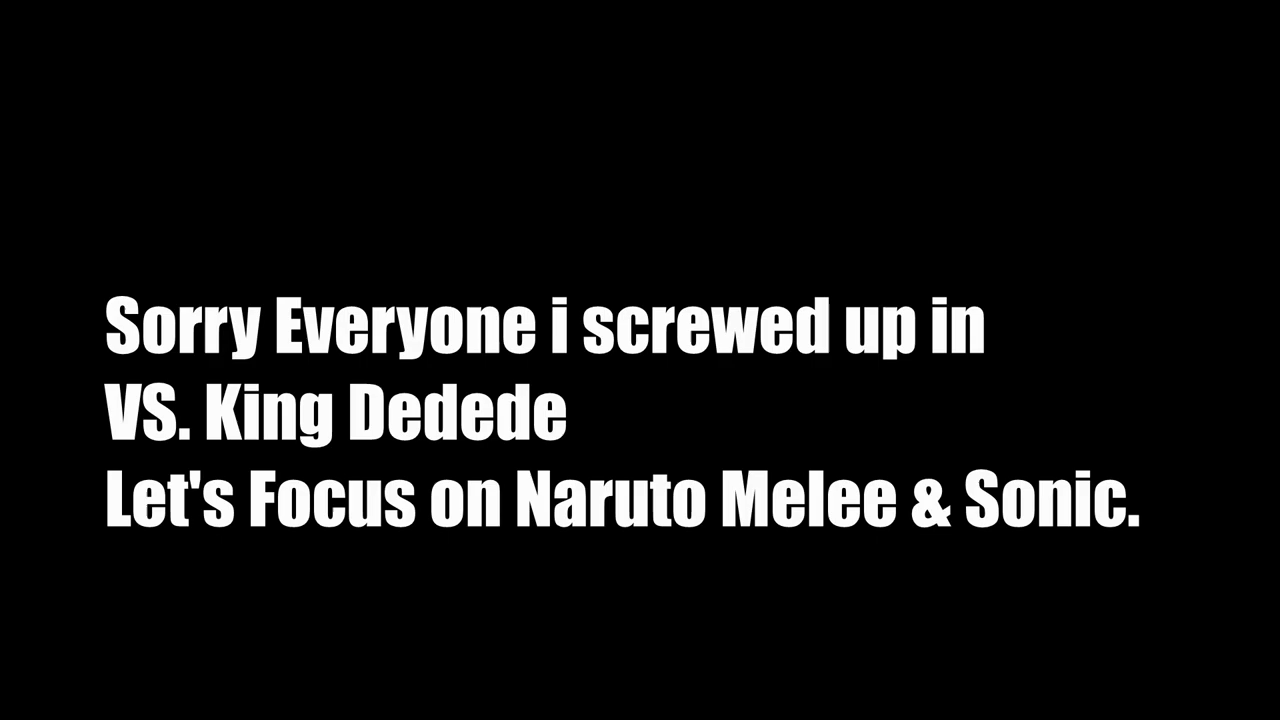 Sorry Everyone i screwed up in
VS. King Dedede
Let's Focus on Naruto Melee & Sonic.